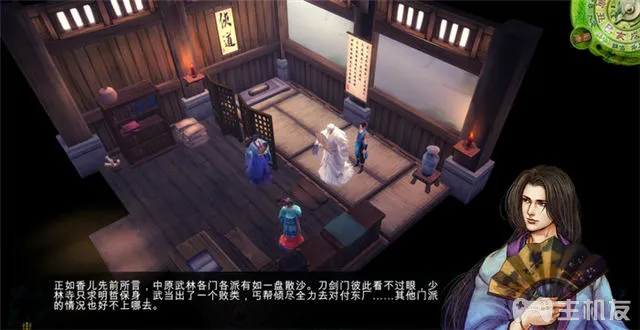 侠道
正如香儿先前所言，中原武林各门各派有如一盘散沙。刀剑门彼此看不过眼，少
林寺只求明哲保身，武当出了一个败类，丐帮倾尽全力去对付东厂……其他门派
的情况也好不上哪去。
主机友